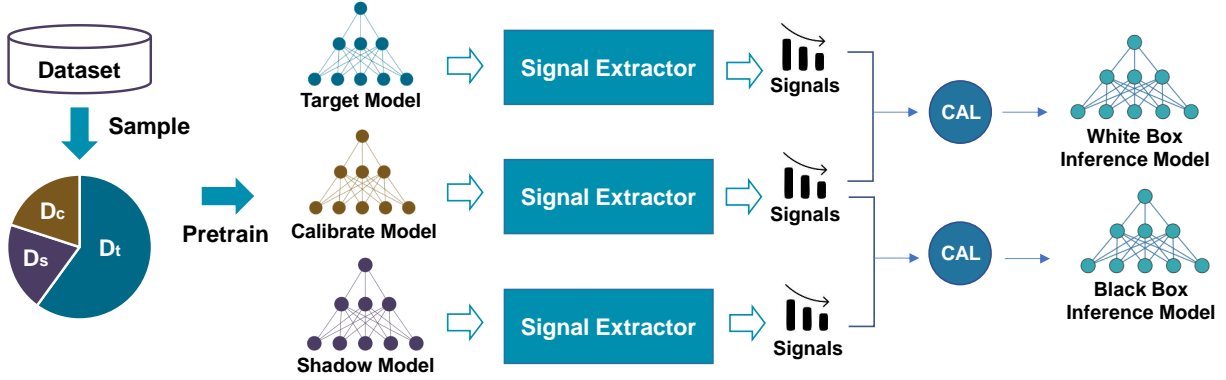 Dataset
Sample
Dc
Ds
Dt
Pretrain
Target Model
Signal Extractor
Signals
Calibrate Model
Signal Extractor
Signals
Shadow Model
Signal Extractor
Signals
CAL
White Box
Inference Model
CAL
Black Box
Inference Model